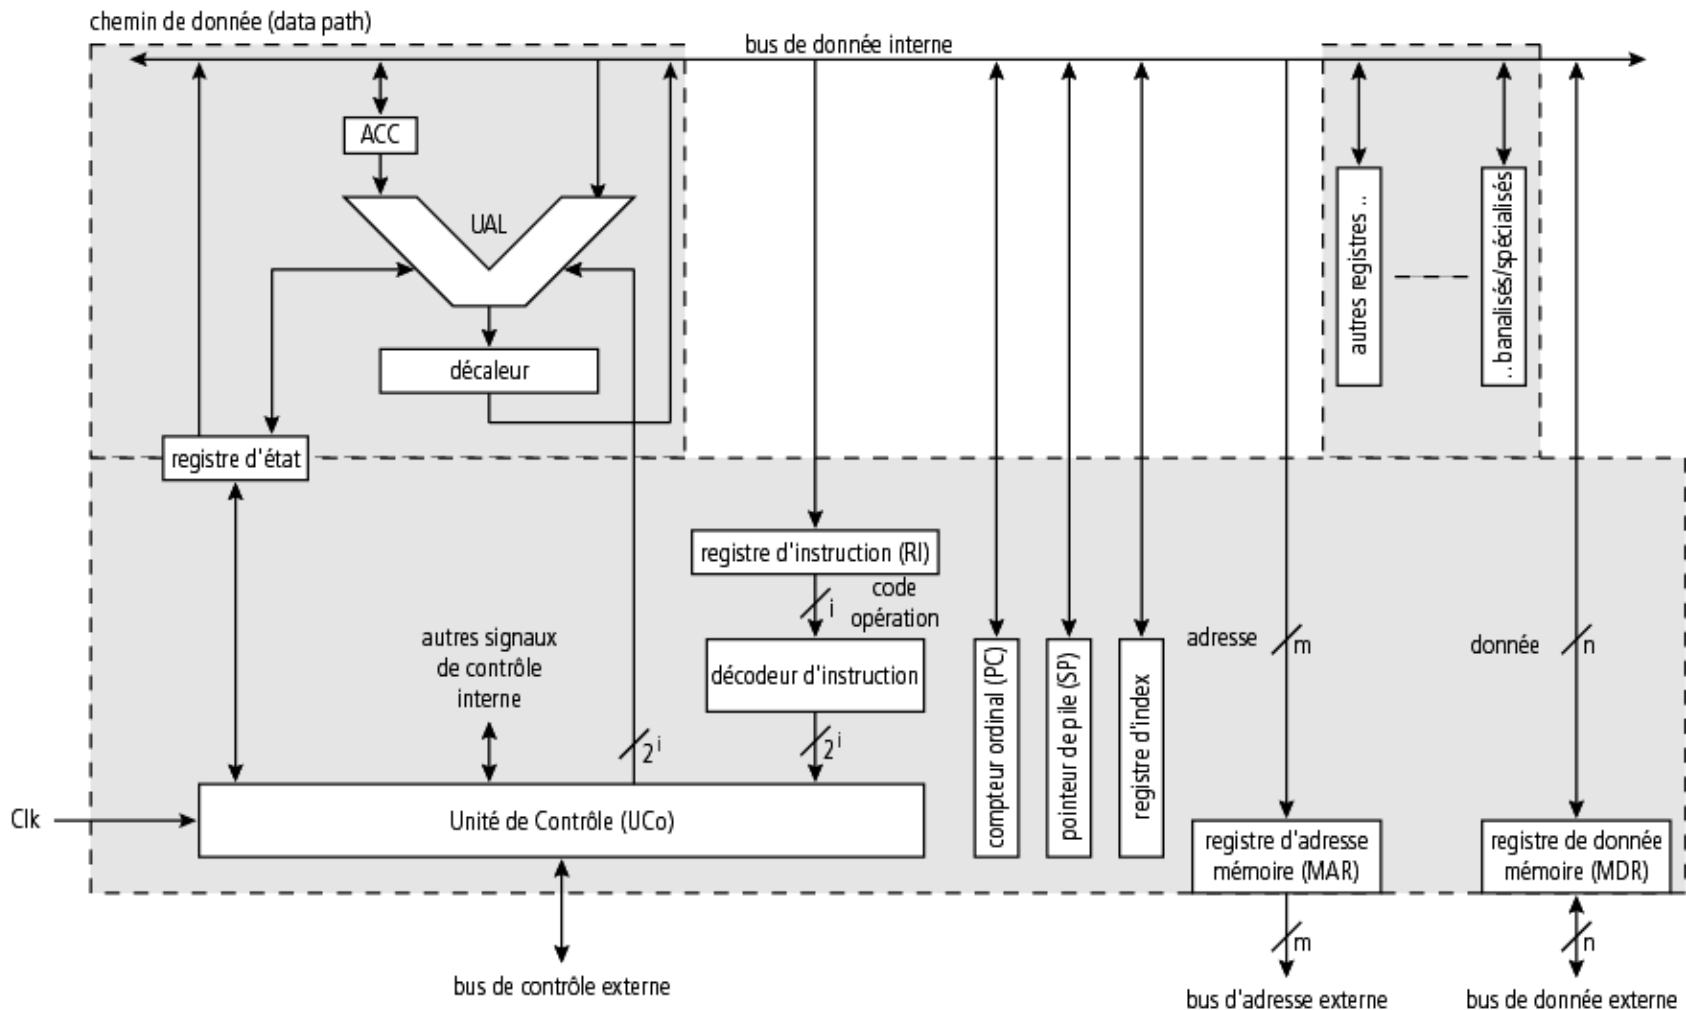 chemin de donnée (data path)
bus de donnée interne
ACC
UAL
décaleur
registre d'état
autres registres ..
..banalisés/spécialisés
registre d'instruction (RI)
i
code
opération
décodeur d'instruction
2^i
2^i
autres signaux
de contrôle
interne
Clk
Unité de Contrôle (UCo)
compteur ordinal (PC)
pointeur de pile (SP)
registre d'index
adresse
m
donnée
n
registre d'adresse
mémoire (MAR)
registre de donnée
mémoire (MDR)
m
n
bus de contrôle externe
bus d'adresse externe
bus de donnée externe